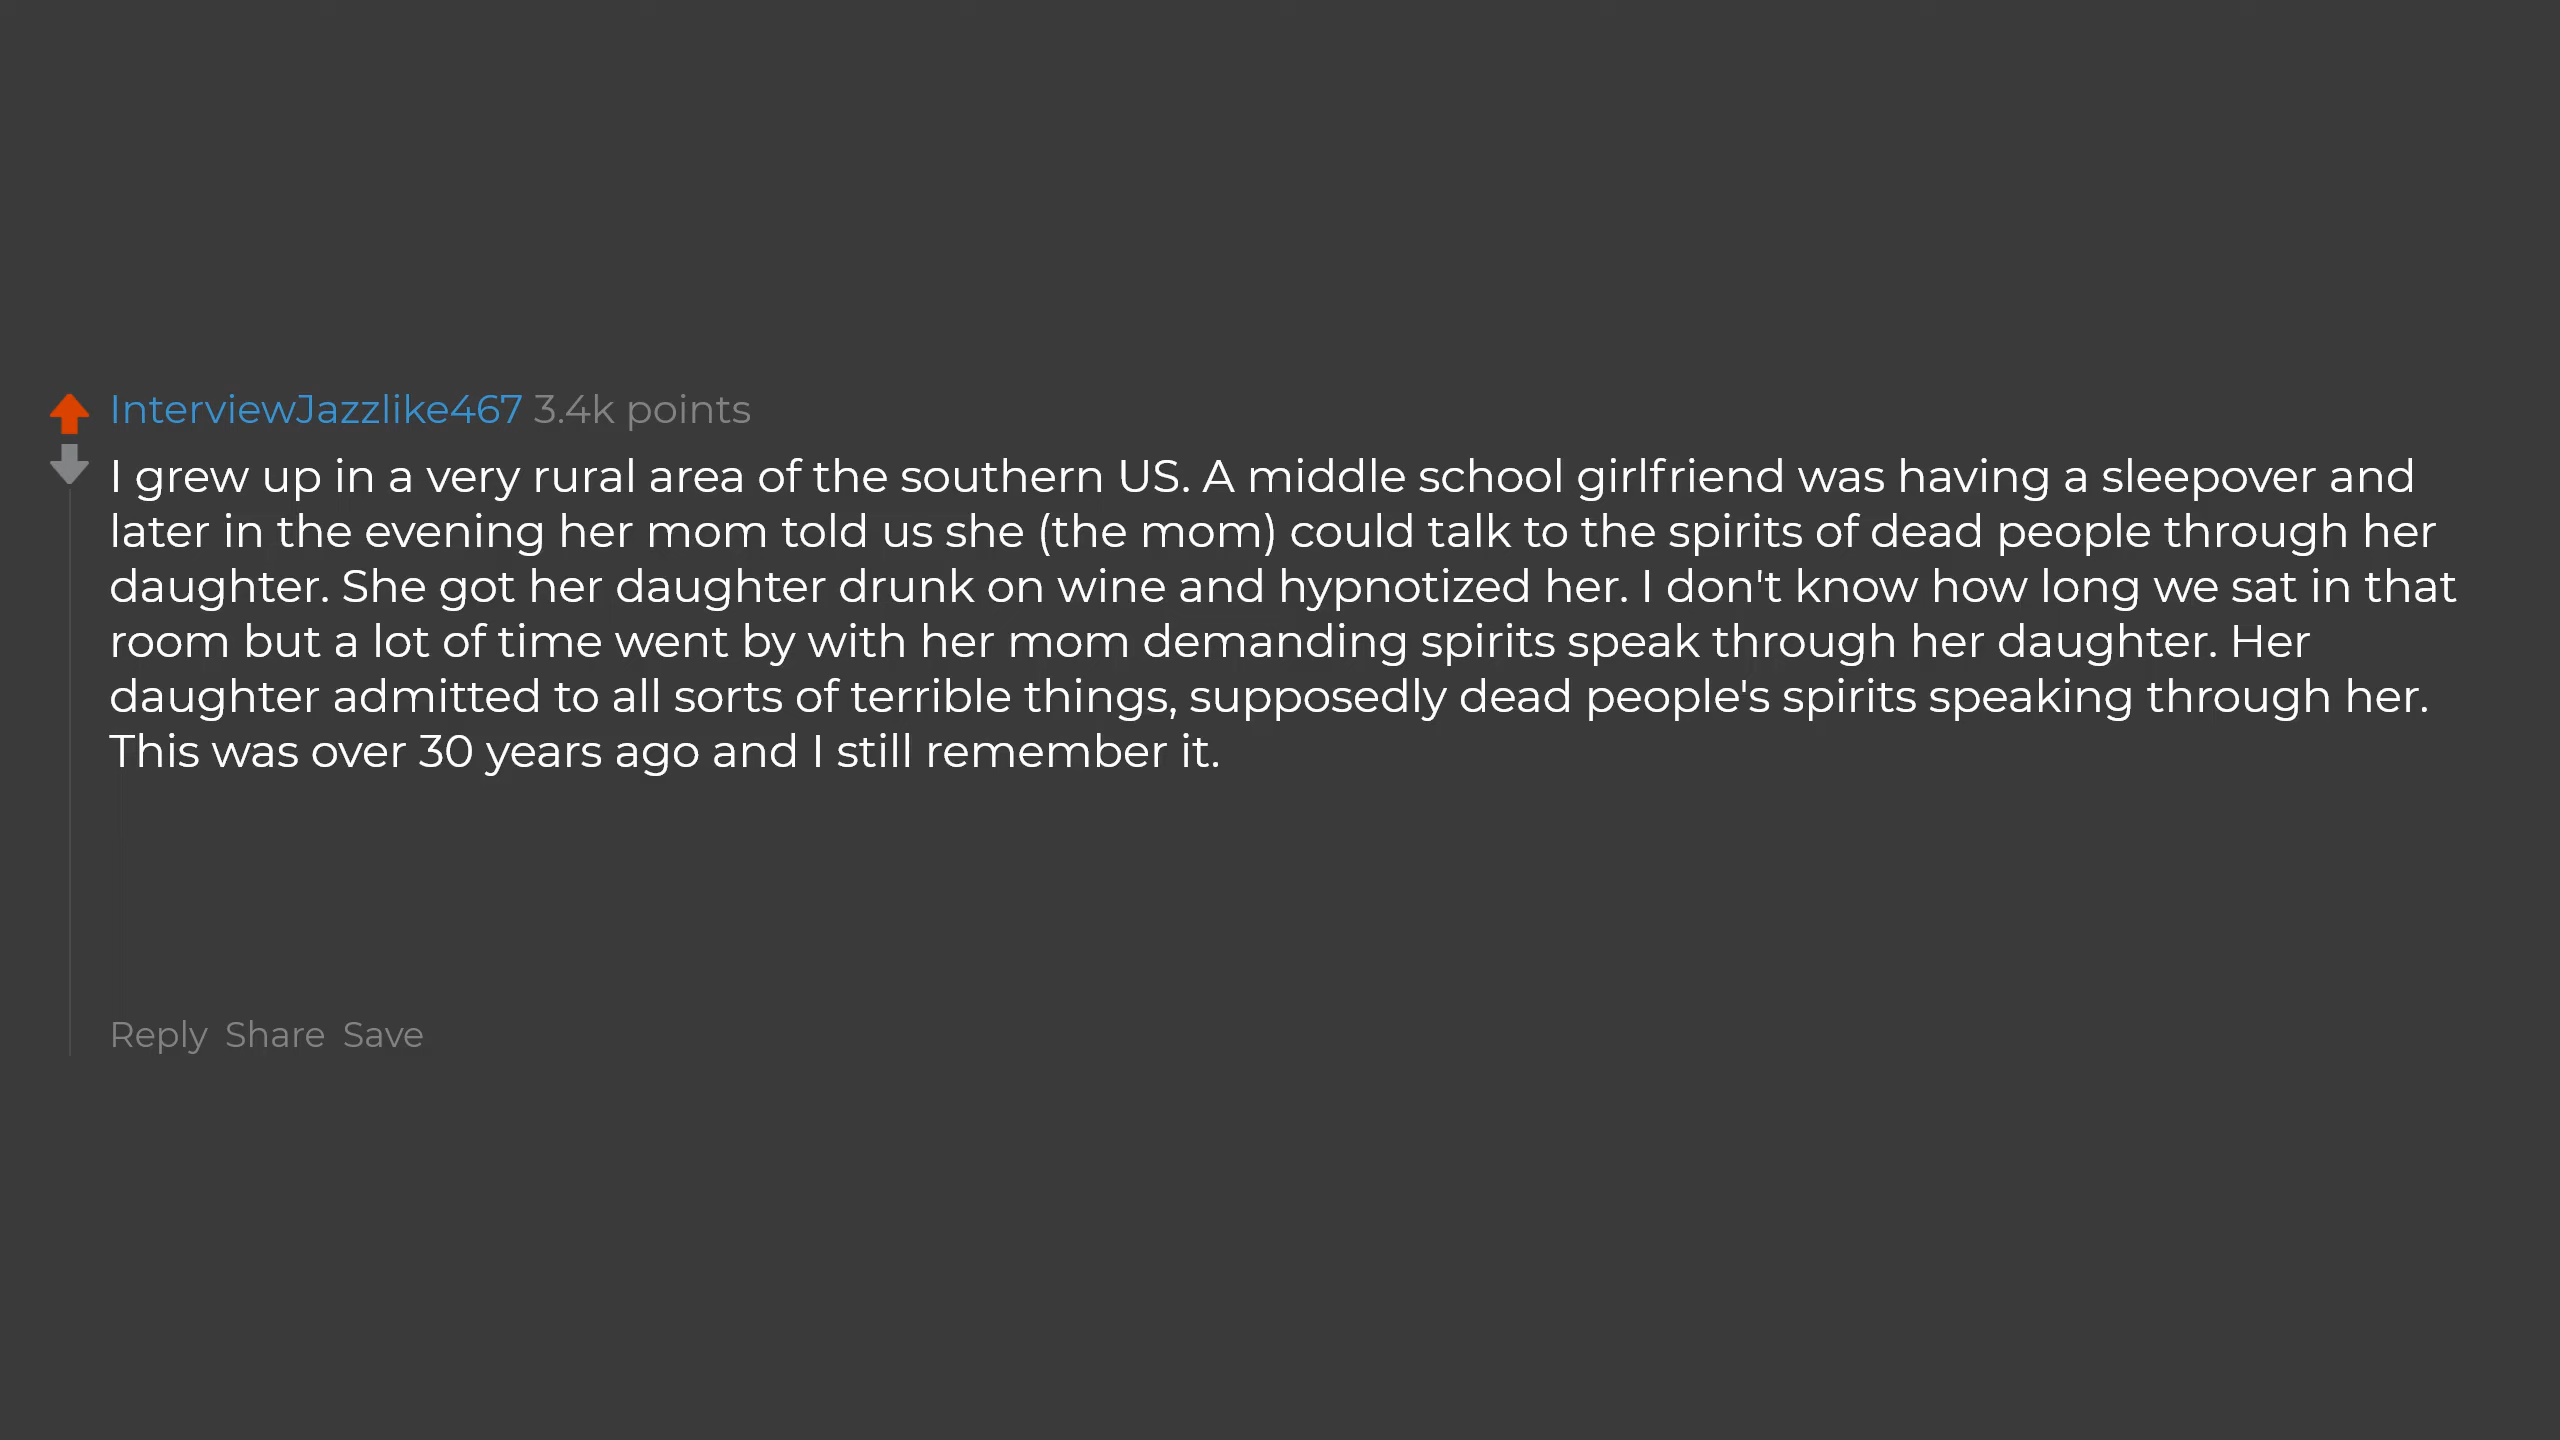 InterviewJazzlike467 3.4k points
I grew up in a very rural area of the southern US. A middle school girlfriend was having a sleepover and
later in the evening her mom told us she (the mom) could talk to the spirits of dead people through her
daughter. She got her daughter drunk on wine and hypnotized her. I don't know how long we sat in that
room but a lot of time went by with her mom demanding spirits speak through her daughter. Her
daughter admitted to all sorts of terrible things, supposedly dead people's spirits speaking through her.
This was over 30 years ago and I still remember it.
Reply Share Save